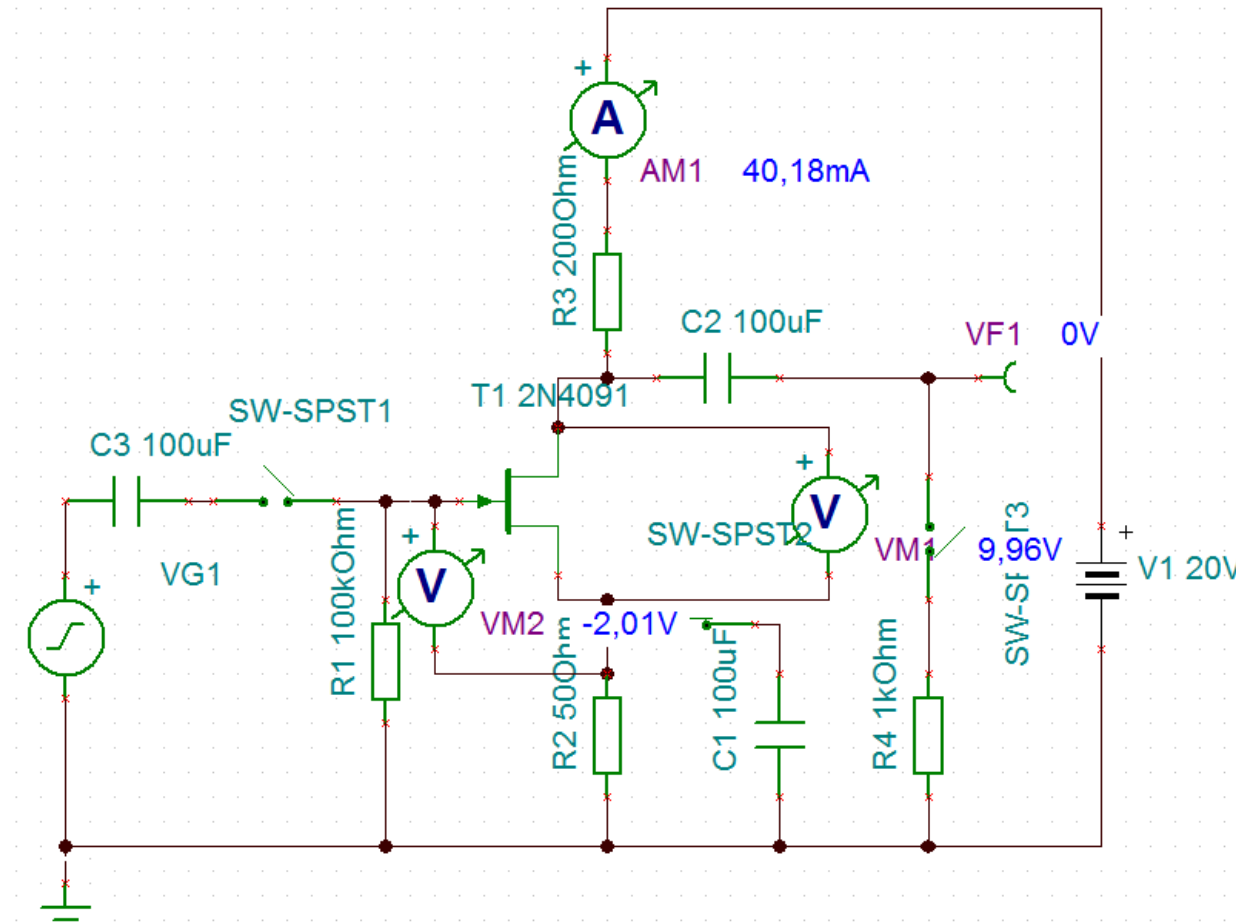 +
A
AM1 40,18mA
R3 200Ohm
C2 100uF
VF1 0V
T1 2N4091
SW-SPST1
C3 100uF
+
V
SW-SPST2
VM1 9,96V
+
V1 20V
+
V
VG1
+
R1 100kOhm
VM2 -2,01V
R2 50Ohm
C1 100uF
R4 1kOhm